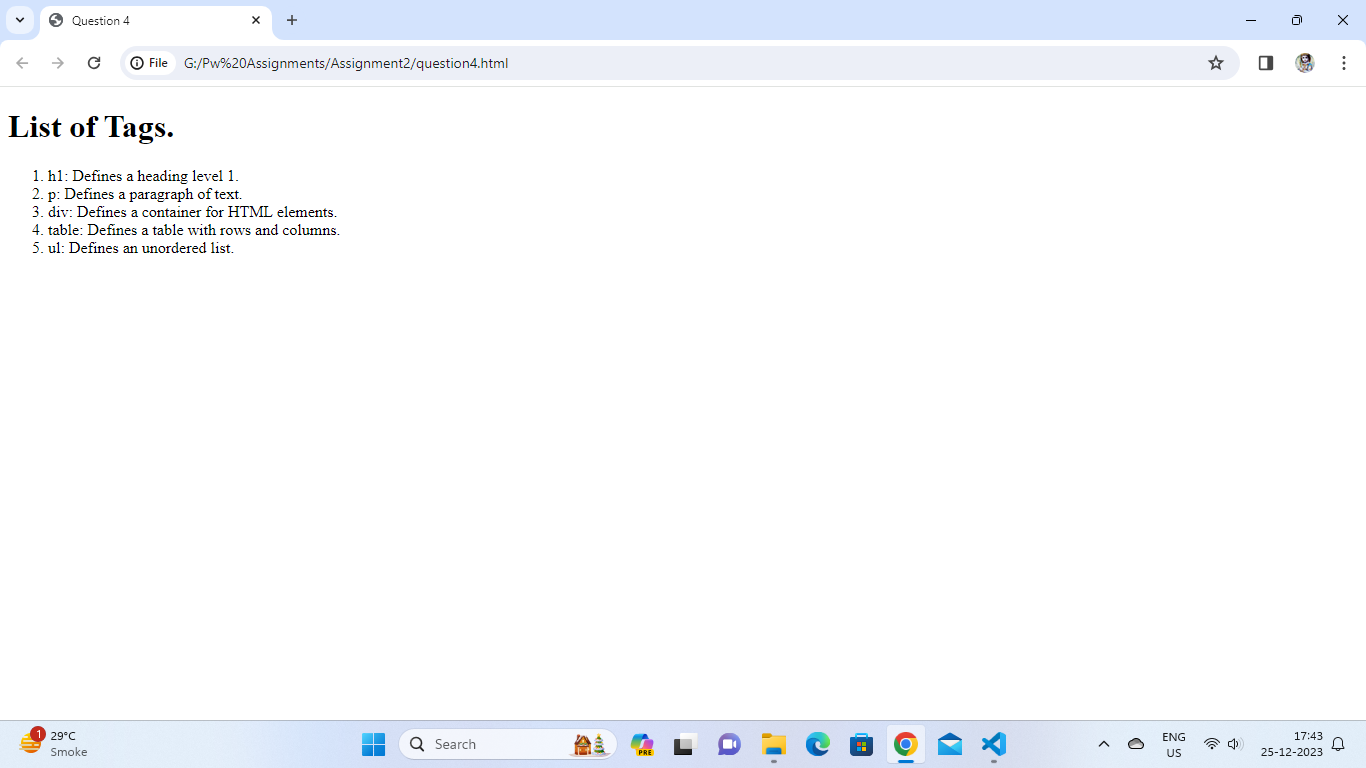 Question 4
File
G:/Pw%20Assignments/Assignment2/question4.html
List of Tags.
1. h1: Defines a heading level 1.
2. p: Defines a paragraph of text.
3. div: Defines a container for HTML elements.
4. table: Defines a table with rows and columns.
5. ul: Defines an unordered list.
1
29°C
Smoke
Search
PRE
ENG
US
17:43
25-12-2023